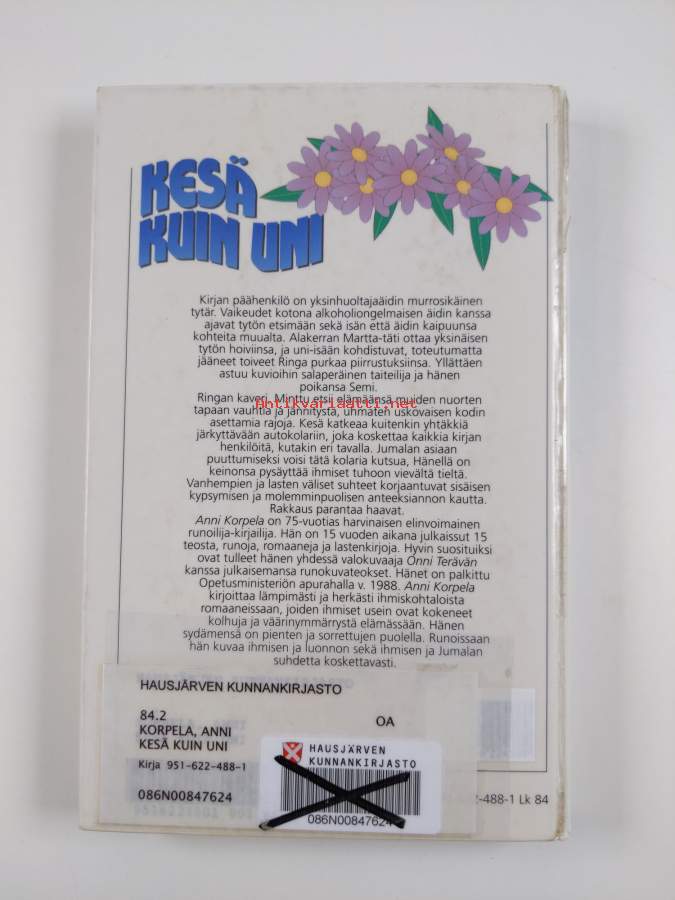 KESÄ
KUIN UNI
Kirjan päähenkilö on yksinhuoltajaäidin murrosikäinen
tytär. Vaikeudet kotona alkoholiongelmaisen äidin kanssa
ajavat tytön etsimään sekä isän että äidin kaipuunsa
kohteita muualta. Alakerran Martta-täti ottaa yksinäisen
tytön hoiviinsa, ja uni-isään kohdistuvat, toteutumatta
jääneet toiveet Ringa purkaa piirrustuksiinsa. Yllättäen
astuu kuvioihin salaperäinen taiteilija ja hänen
poikansa Semi.
Ringan kaveri, Minttu etsii elämäänsä muiden nuorten
Antikvariaatti.net
tapaan vauhtia ja jännitystä, uhmaten uskovaisen kodin
asettamia rajoja. Kesä katkeaa kuitenkin yhtäkkiä
järkyttävään autokolariin, joka koskettaa kaikkia kirjan
henkilöitä, kutakin eri tavalla. Jumalan asiaan
puuttumiseksi voisi tätä kolaria kutsua, Hänellä on
keinonsa pysäyttää ihmiset tuhoon vievältä tieltä.
Vanhempien ja lasten väliset suhteet korjaantuvat sisäisen
kypsymisen ja molemminpuolisen anteeksiannon kautta.
Rakkaus parantaa haavat.
Anni Korpela on 75-vuotias harvinaisen elinvoimainen
runoilija-kirjailija. Hän on 15 vuoden aikana julkaissut 15
teosta, runoja, romaaneja ja lastenkirjoja. Hyvin suosituiksi
ovat tulleet hänen yhdessä valokuvaaja Onni Terävän
kanssa julkaisemansa runokuvateokset. Hänet on palkittu
Opetusministeriön apurahalla v. 1988. Anni Korpela
kirjoittaa lämpimästi ja herkästi ihmiskohtaloista
romaaneissaan, joiden ihmiset usein ovat kokeneet
kolhuja ja väärinymmärrystä elämässään. Hänen
sydämensä on pienten ja sorrettujen puolella. Runoissaan
hän kuvaa ihmisen ja luonnon sekä ihmisen ja Jumalan
suhdetta koskettavasti.
HAUSJÄRVEN KUNNANKIRJASTO
84.2 OA
KORPELA, ANNI
KESÄ KUIN UNI
Kirja 951-622-488-1
086N00847624
HAUSJÄRVEN
KUNNANKIRJASTO
086N00847624
-488-1 Lk 84